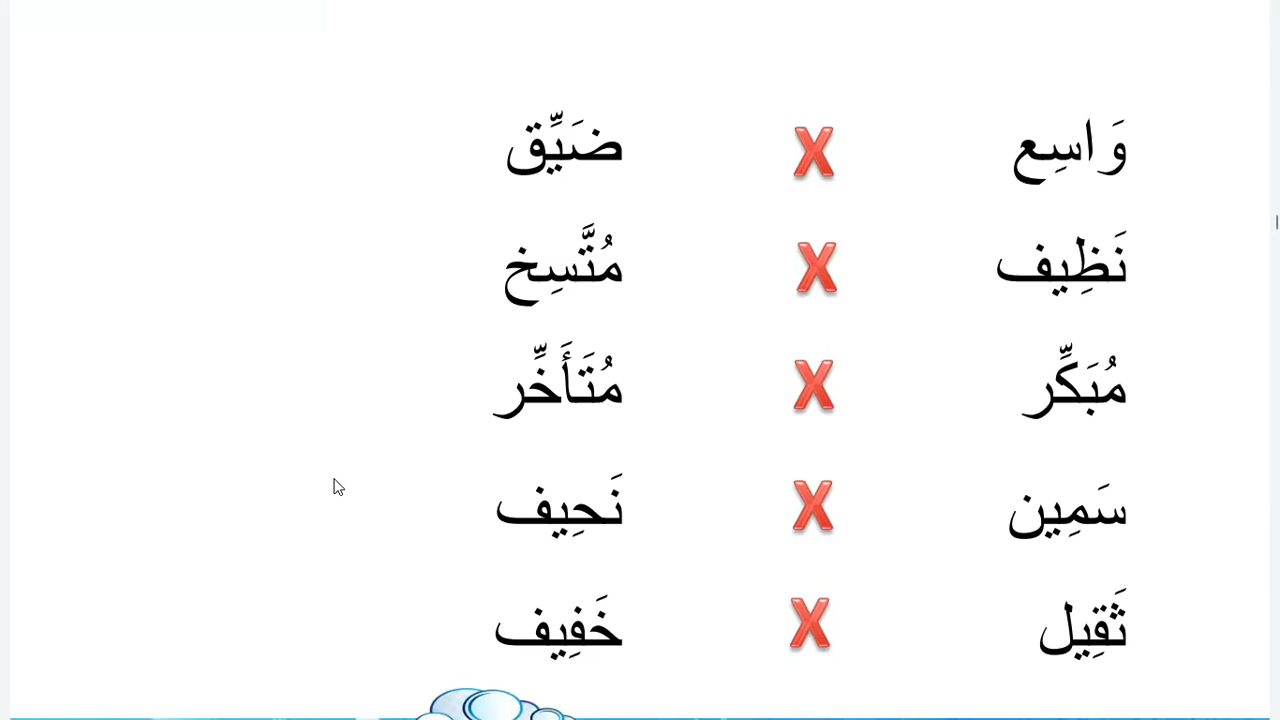 وَاسِع X ضَيِّق
نَظِيف X مُتَّسِخ
مُبَكِّر X مُتَأَخِّر
سَمِين X نَحِيف
ثَقِيل X خَفِيف